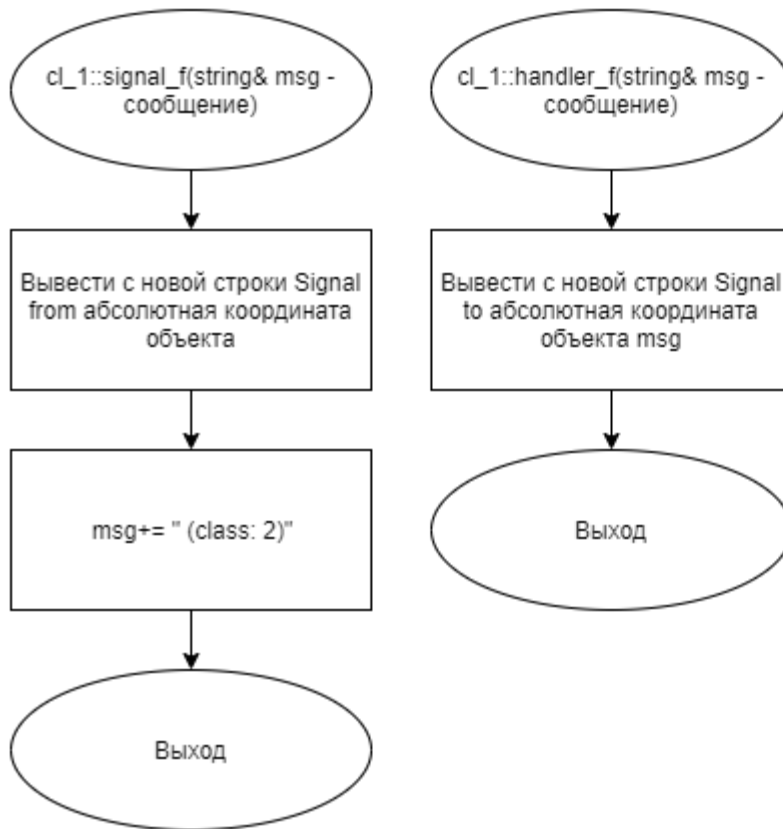 cl_1::signal_f(string& msg -
сообщение)
Вывести с новой строки Signal
from абсолютная координата
объекта
msg+= " (class: 2)"
Выход
cl_1::handler_f(string& msg -
сообщение)
Вывести с новой строки Signal
to абсолютная координата
объекта msg
Выход